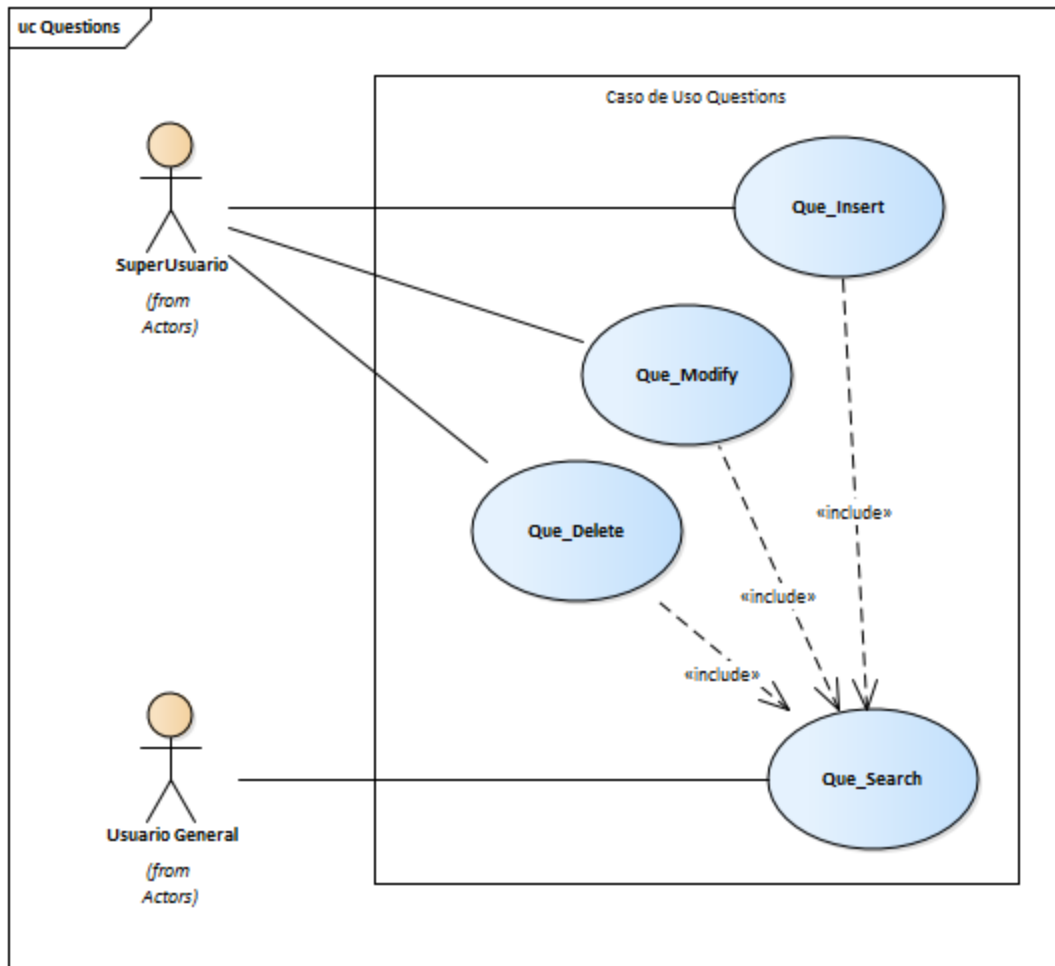 uc Questions
Caso de Uso Questions
Que_Insert
SuperUsuario
(from
Actors)
Que_Modify
«include»
Que_Delete
«include»
«include»
Que_Search
Usuario General
(from
Actors)